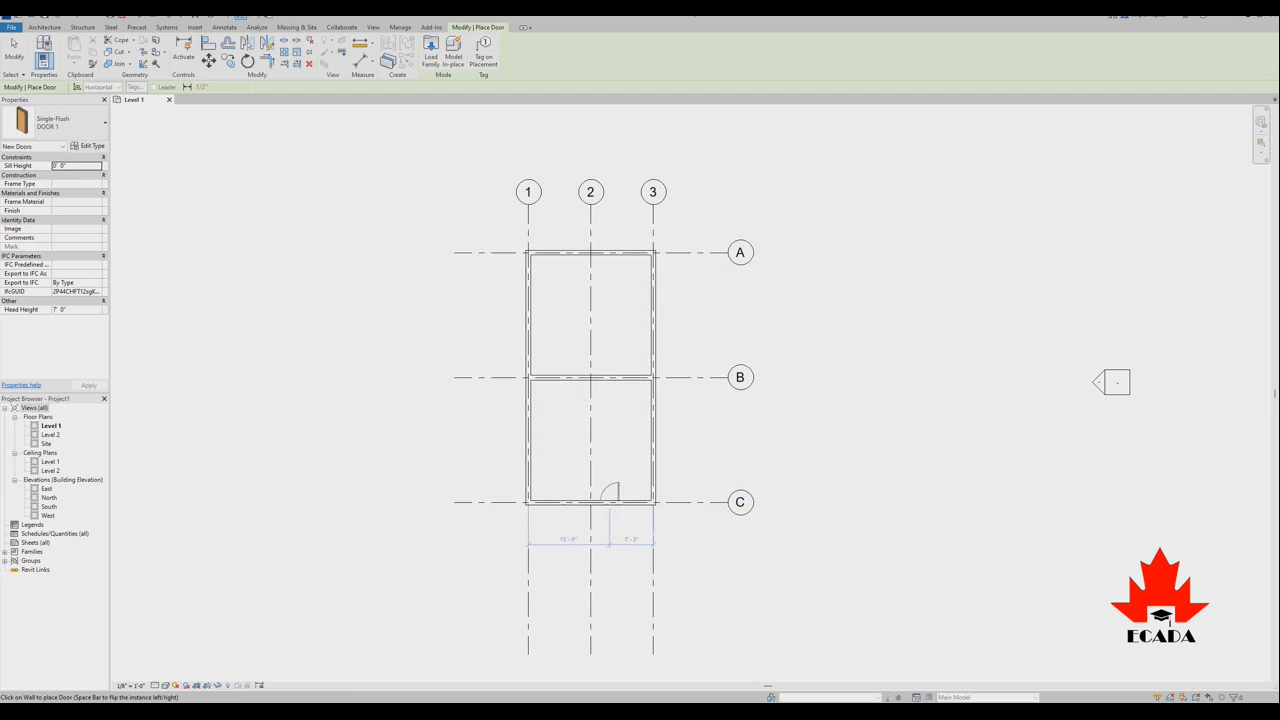 File Architecture Structure Steel Precast Systems Insert Annotate Analyze Massing & Site Collaborate View Manage Add-Ins Modify | Place Door
Modify Properties Paste Cope Cut Join Activate Load Family Model In-place Tag on Placement
Select Properties Clipboard Geometry Controls Modify View Measure Create Mode Tag
Modify | Place Door Horizontal Tags... Leader 1/2"
Properties
Level 1
Single-Flush
DOOR 1
New Doors Edit Type
Constraints
Sill Height 0' 0"
Construction
Frame Type
Materials and Finishes
Frame Material
Finish
Identity Data
Image
Comments
Mark
IFC Parameters
IFC Predefined ...
Export to IFC As
Export to IFC By Type
IfcGUID 2P44CHFT12sgK...
Other
Head Height 7' 0"
Properties help Apply
Project Browser - Project1
Views (all)
Floor Plans
Level 1
Level 2
Site
Ceiling Plans
Level 1
Level 2
Elevations (Building Elevation)
East
North
South
West
Legends
Schedules/Quantities (all)
Sheets (all)
Families
Groups
Revit Links
1 2 3
A
B
C
ECADA
1/8" = 1'-0"
Click on Wall to place Door (Space Bar to flip the instance left/right)
:0 Main Model :0